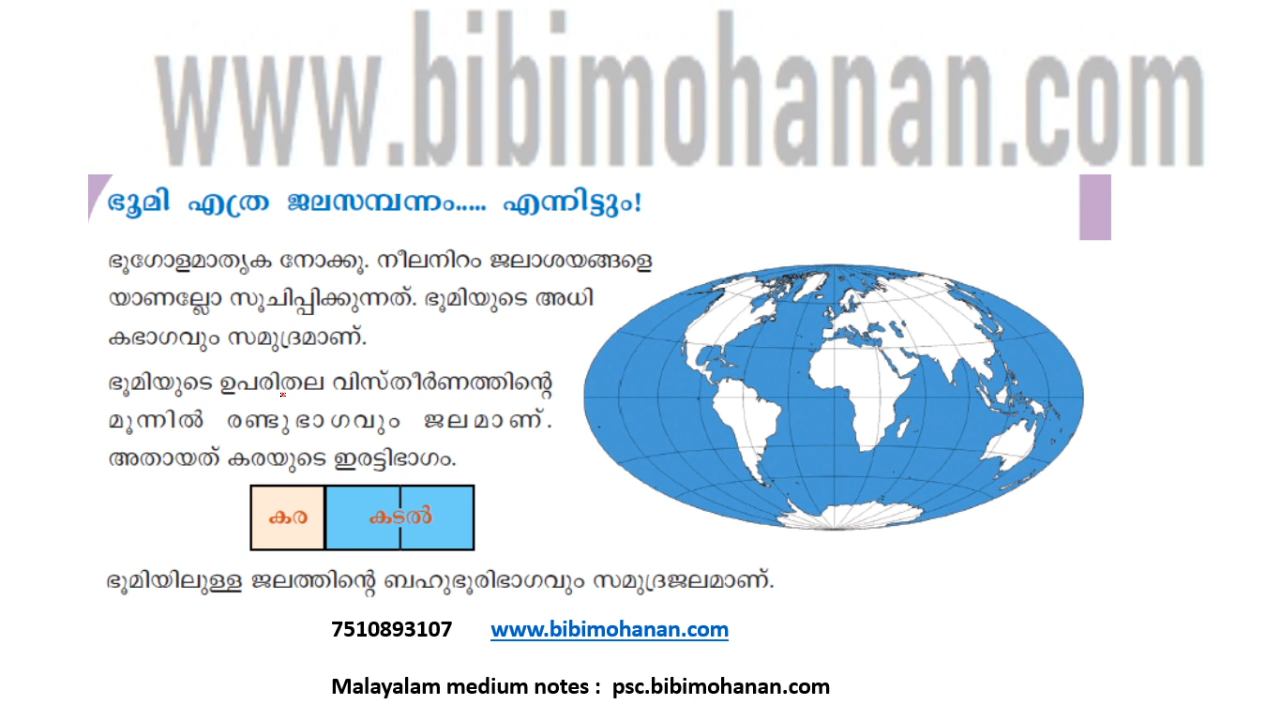 www.bibimohanan.com
ഭൂമി എത്ര ജലസമ്പന്നം..... എന്നിട്ടും!
ഭൂഗോളമാതൃക നോക്കൂ. നീലനിറം ജലാശയങ്ങളെ
യാണല്ലോ സൂചിപ്പിക്കുന്നത്. ഭൂമിയുടെ അധി
കഭാഗവും സമുദ്രമാണ്.
ഭൂമിയുടെ ഉപരിതല വിസ്തീർണത്തിന്റെ
മൂന്നിൽ രണ്ടുഭാഗവും ജലമാണ്.
അതായത് കരയുടെ ഇരട്ടിഭാഗം.
കര കടൽ
ഭൂമിയിലുള്ള ജലത്തിന്റെ ബഹുഭൂരിഭാഗവും സമുദ്രജലമാണ്.
7510893107 www.bibimohanan.com
Malayalam medium notes : psc.bibimohanan.com